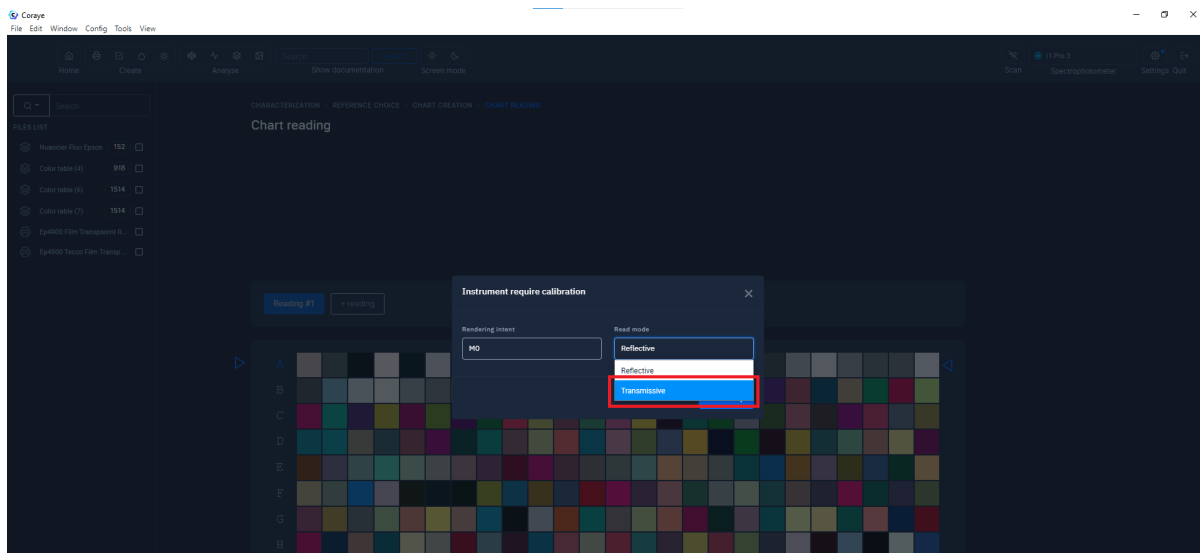 Coraye
File Edit Window Config Tools View
Search
Home Create Analyse Show documentation Screen mode Scan Spectrophotometer Settings Quit
i1 Pro 2
Search
FILES LIST
Nuancier Fluo Epson 152
Color table (4) 918
Color table (6) 1514
Color table (7) 1514
Ep4900 Film Transparent R...
Ep4900 Tecco Film Transp...
CHARACTERIZATION REFERENCE CHOICE CHART CREATION CHART READING
Chart reading
Instrument require calibration
Reading #1 + reading
Rendering intent Read mode
M0 Reflective
Reflective
Transmissive
A
B
C
D
E
F
G
H